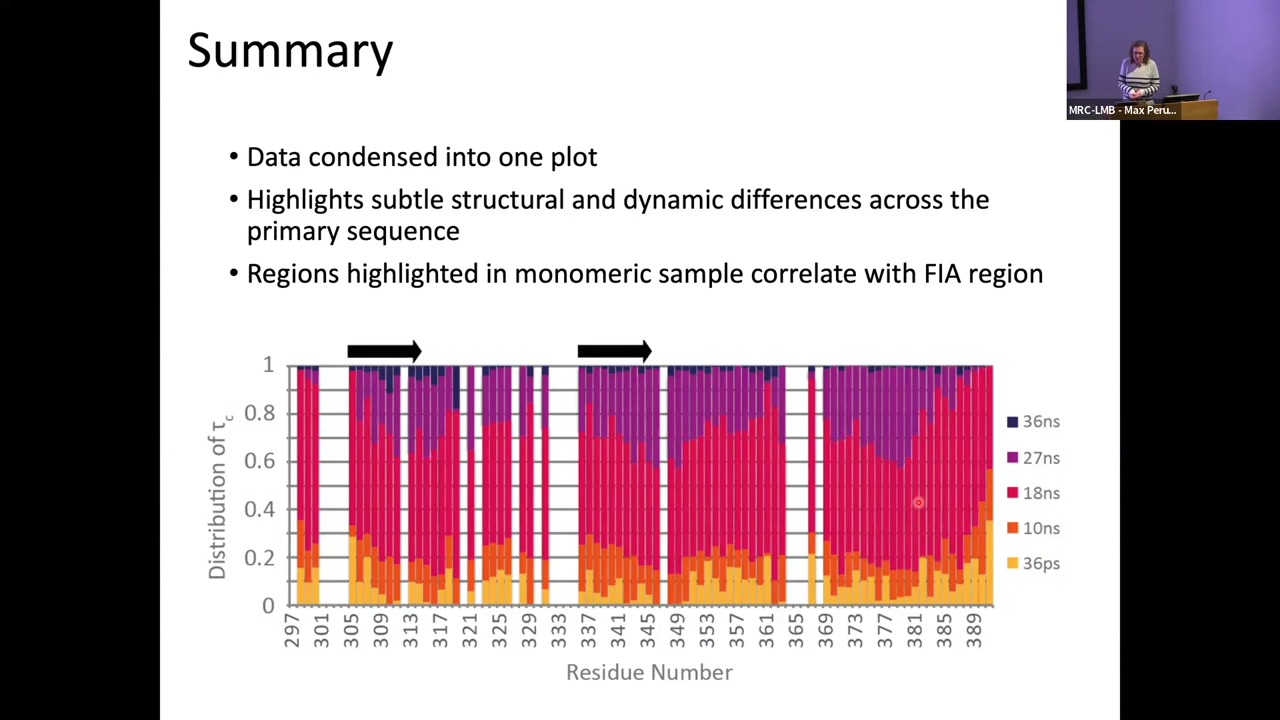 Summary
MRC-LMB - Max Peru...
• Data condensed into one plot
• Highlights subtle structural and dynamic differences across the
primary sequence
• Regions highlighted in monomeric sample correlate with FIA region
Distribution of τc
1
0.8
0.6
0.4
0.2
0
297 301 305 309 313 317 321 325 329 333 337 341 345 349 353 357 361 365 369 373 377 381 385 389
Residue Number
36ns
27ns
18ns
10ns
36ps